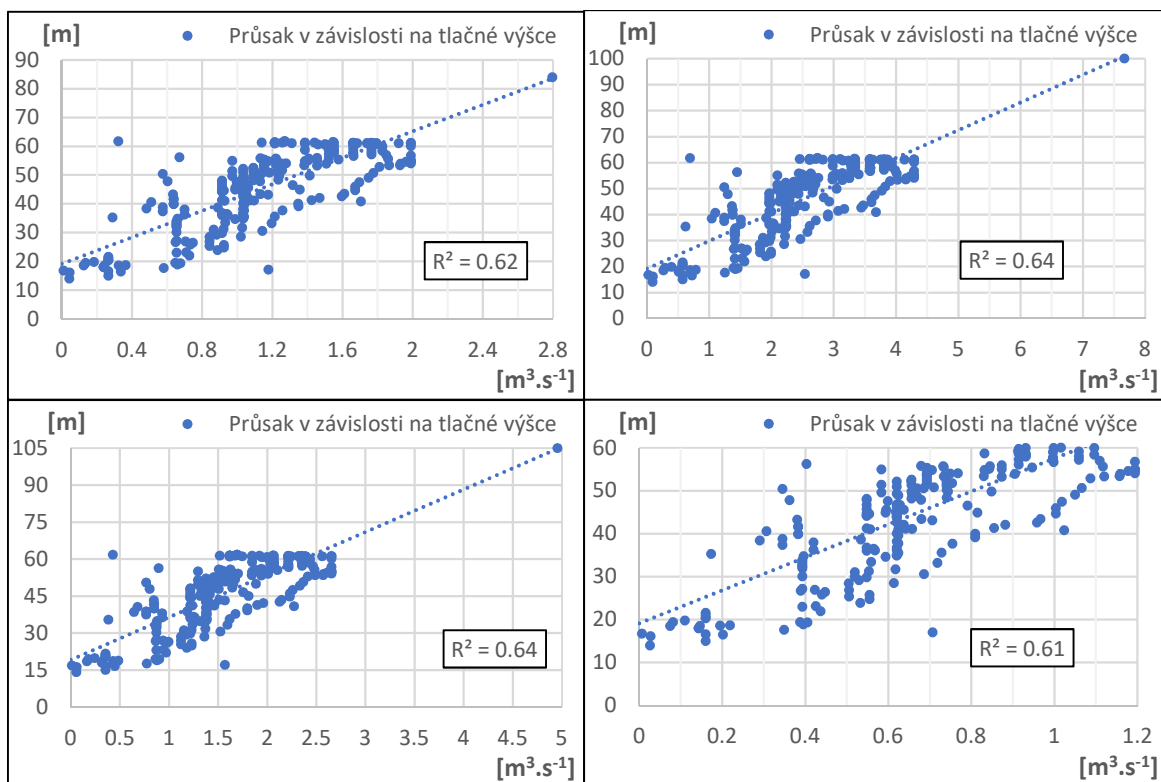 [m]
Průsak v závislosti na tlačné výšce
90
80
70
60
50
40
30
20
10
0
R² = 0.62
0 0.4 0.8 1.2 1.6 2 2.4 2.8
[m³.s⁻¹]
[m]
Průsak v závislosti na tlačné výšce
100
90
80
70
60
50
40
30
20
10
0
R² = 0.64
0 1 2 3 4 5 6 7 8
[m³.s⁻¹]
[m]
Průsak v závislosti na tlačné výšce
105
90
75
60
45
30
15
0
R² = 0.64
0 0.5 1 1.5 2 2.5 3 3.5 4 4.5 5
[m³.s⁻¹]
[m]
Průsak v závislosti na tlačné výšce
60
50
40
30
20
10
0
R² = 0.61
0 0.2 0.4 0.6 0.8 1 1.2
[m³.s⁻¹]